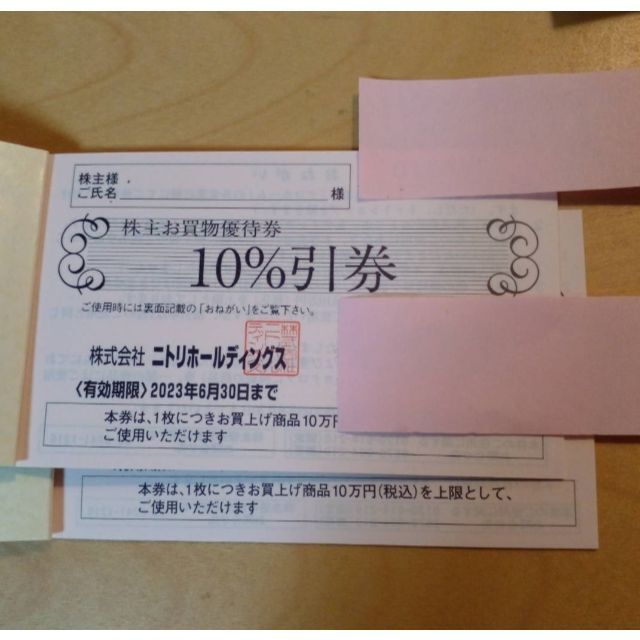 株主様
ご氏名 様
株主お買物優待券
10%引券
ご使用時には裏面記載の「おねがい」をご覧下さい。
株式会社 ニトリホールディングス
〈有効期限〉2023年6月30日まで
本券は、1枚につきお買上げ商品10万円
ご使用いただけます
本券は、1枚につきお買上げ商品10万円(税込)を上限として、
ご使用いただけます